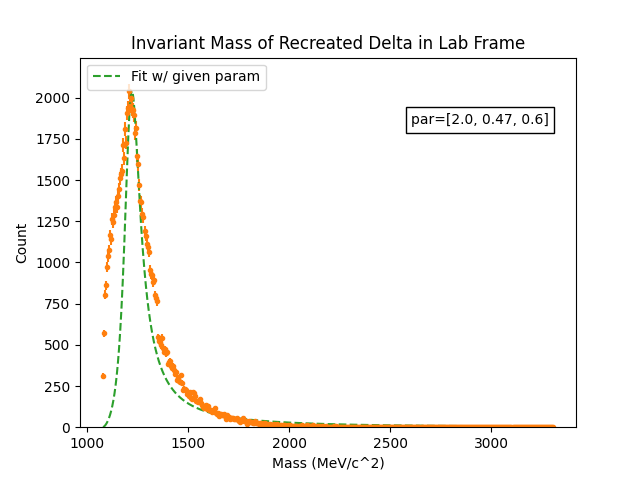 Invariant Mass of Recreated Delta in Lab Frame
Fit w/ given param
par=[2.0, 0.47, 0.6]
Count
2000
1750
1500
1250
1000
750
500
250
0
1000
1500
2000
2500
3000
Mass (MeV/c^2)